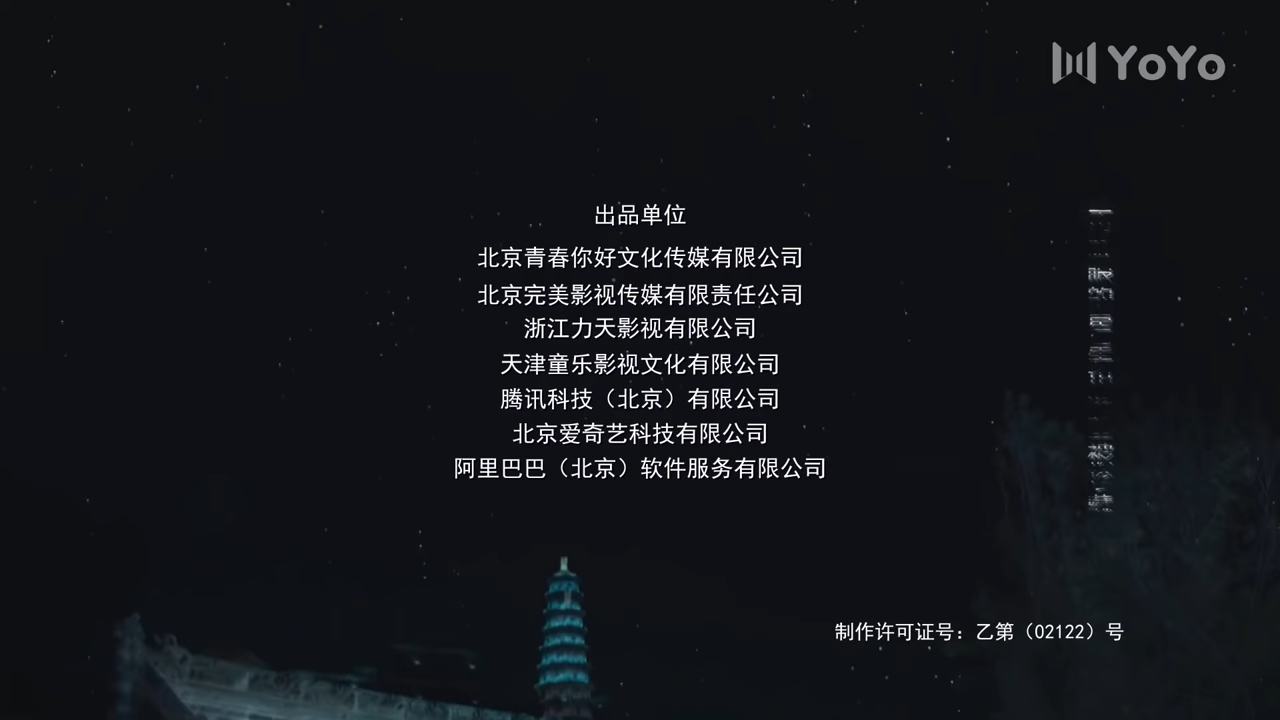 YoYo
出品单位
北京青春你好文化传媒有限公司
北京完美影视传媒有限责任公司
浙江力天影视有限公司
天津童乐影视文化有限公司
腾讯科技（北京）有限公司
北京爱奇艺科技有限公司
阿里巴巴（北京）软件服务有限公司
制作许可证号：乙第（02122）号